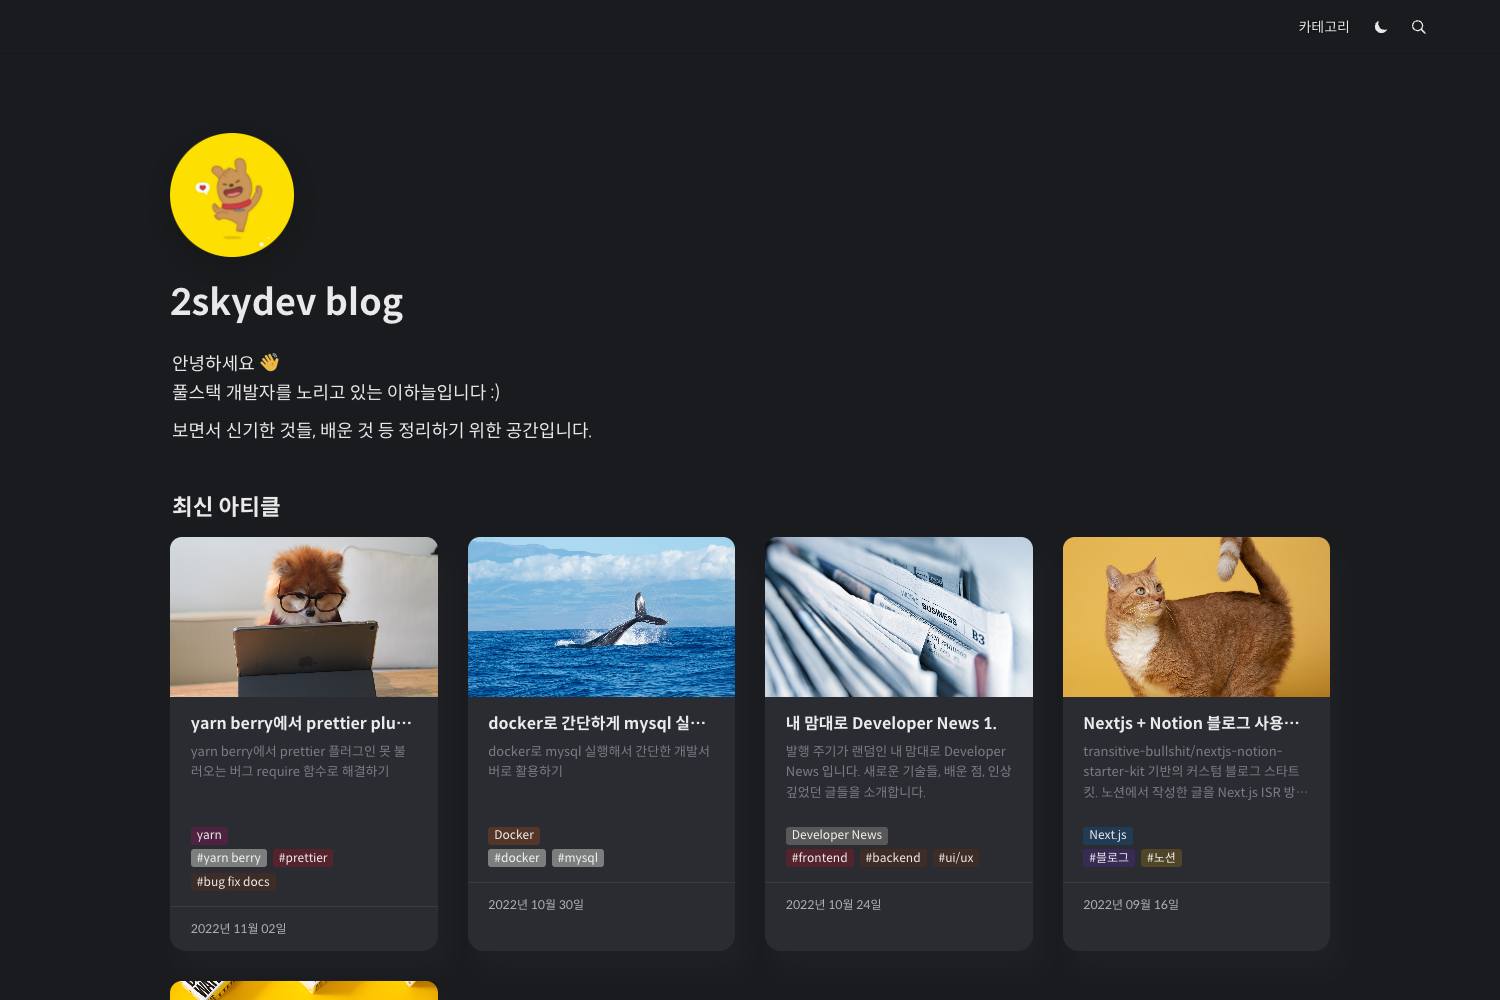 카테고리
2skydev blog
안녕하세요 👋
풀스택 개발자를 노리고 있는 이하늘입니다 :)
보면서 신기한 것들, 배운 것 등 정리하기 위한 공간입니다.
최신 아티클
BUSINESS
B3
yarn berry에서 prettier plu…
yarn berry에서 prettier 플러그인 못 불
러오는 버그 require 함수로 해결하기
yarn
#yarn berry #prettier
#bug fix docs
2022년 11월 02일
docker로 간단하게 mysql 실…
docker로 mysql 실행해서 간단한 개발서
버로 활용하기
Docker
#docker #mysql
2022년 10월 30일
내 맘대로 Developer News 1.
발행 주기가 랜덤인 내 맘대로 Developer
News 입니다. 새로운 기술들, 배운 점, 인상
깊었던 글들을 소개합니다.
Developer News
#frontend #backend #ui/ux
2022년 10월 24일
Nextjs + Notion 블로그 사용…
transitive-bullshit/nextjs-notion-
starter-kit 기반의 커스텀 블로그 스타트
킷. 노션에서 작성한 글을 Next.js ISR 방…
Next.js
#블로그 #노션
2022년 09월 16일